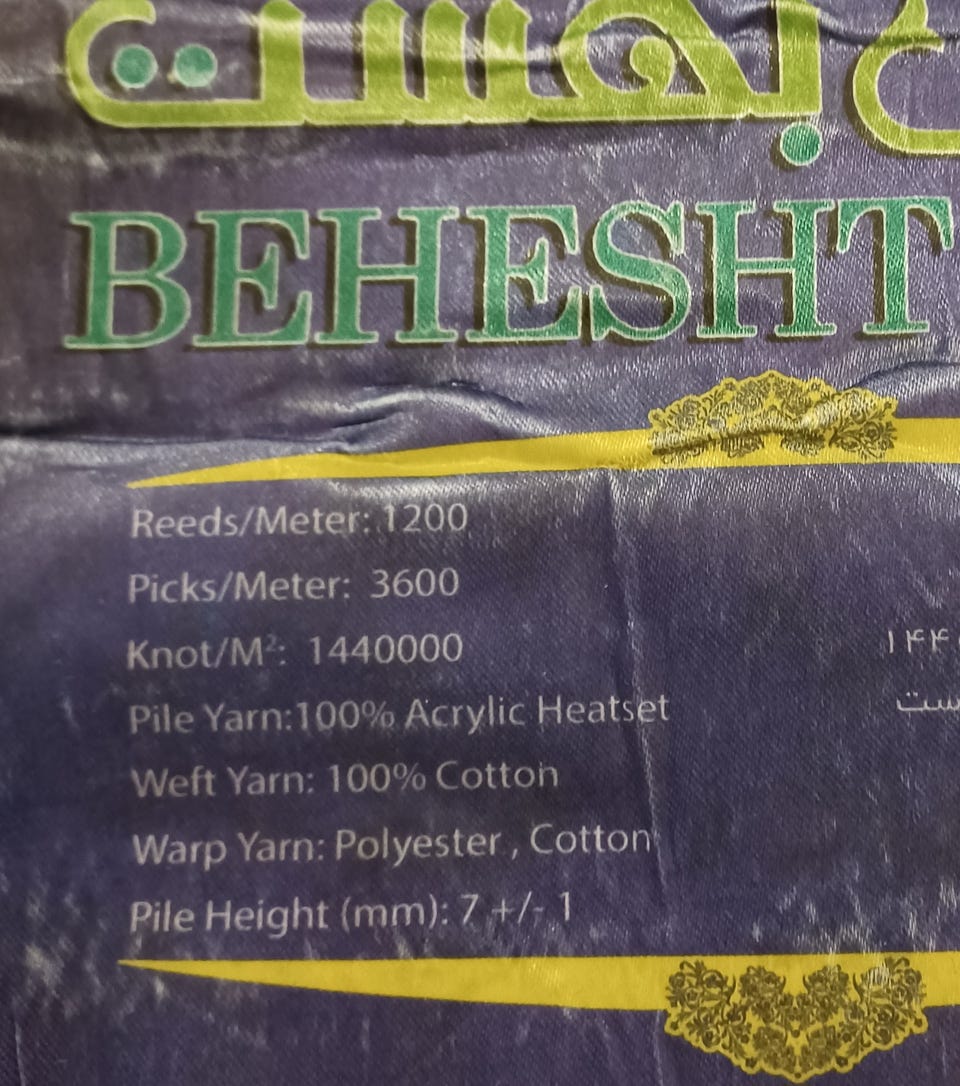 بهشت
BEHESHT
Reeds/Meter: 1200
Picks/Meter: 3600
Knot/M²: 1440000
Pile Yarn:100% Acrylic Heatset
Weft Yarn: 100% Cotton
Warp Yarn: Polyester , Cotton
Pile Height (mm): 7 +/- 1